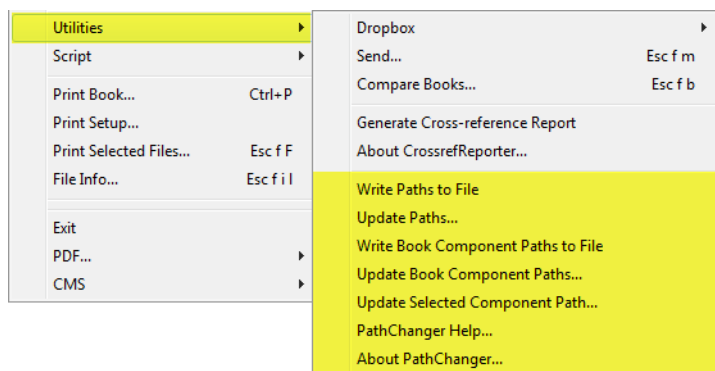 Utilities
Script
Print Book... Ctrl+P
Print Setup...
Print Selected Files... Esc f F
File Info... Esc f i I
Exit
PDF...
CMS
Dropbox
Send... Esc f m
Compare Books... Esc f b
Generate Cross-reference Report
About CrossrefReporter...
Write Paths to File
Update Paths...
Write Book Component Paths to File
Update Book Component Paths...
Update Selected Component Path...
PathChanger Help...
About PathChanger...